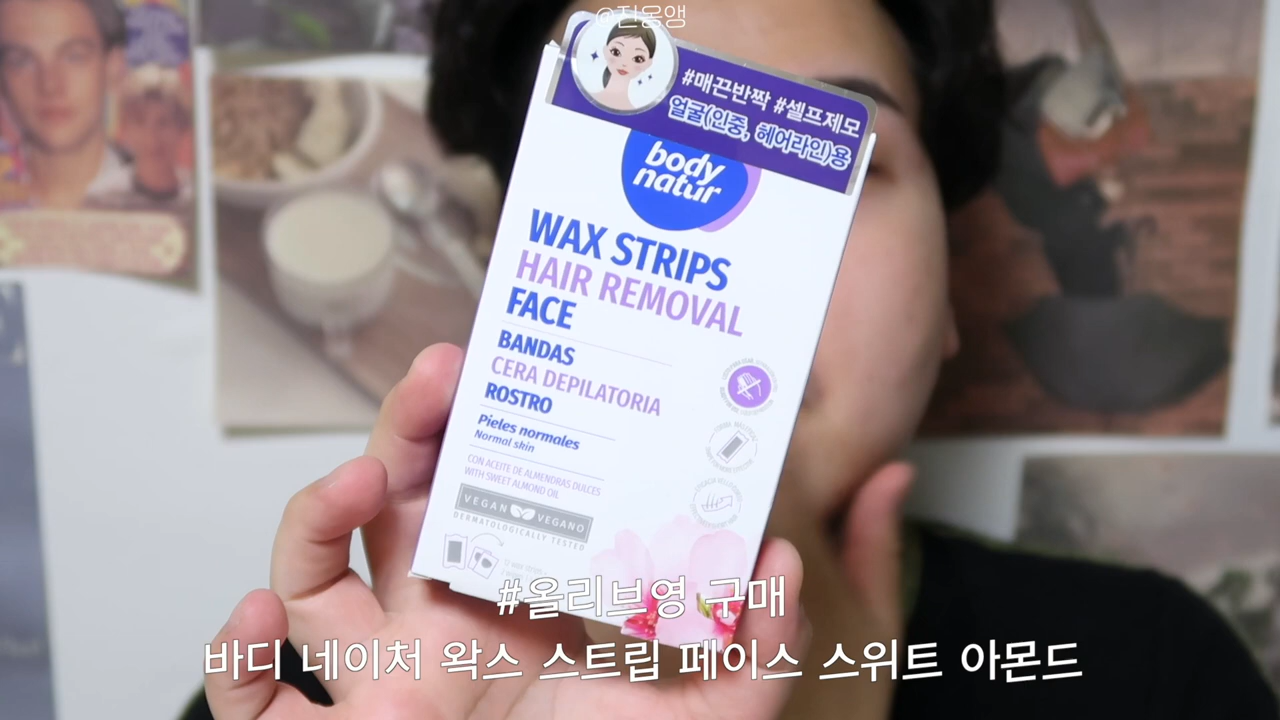 @진옹앵
#매끈반짝 #셀프제모
얼굴(인중, 헤어라인)용
body
natur
WAX STRIPS
HAIR REMOVAL
FACE
BANDAS
CERA DEPILATORIA
ROSTRO
Pieles normales
Normal skin
CON ACEITE DE ALMENDRAS DULCES
WITH SWEET ALMOND OIL
VEGAN VEGANO
DERMATOLOGICALLY TESTED
#올리브영 구매
바디 네이처 왁스 스트립 페이스 스위트 아몬드